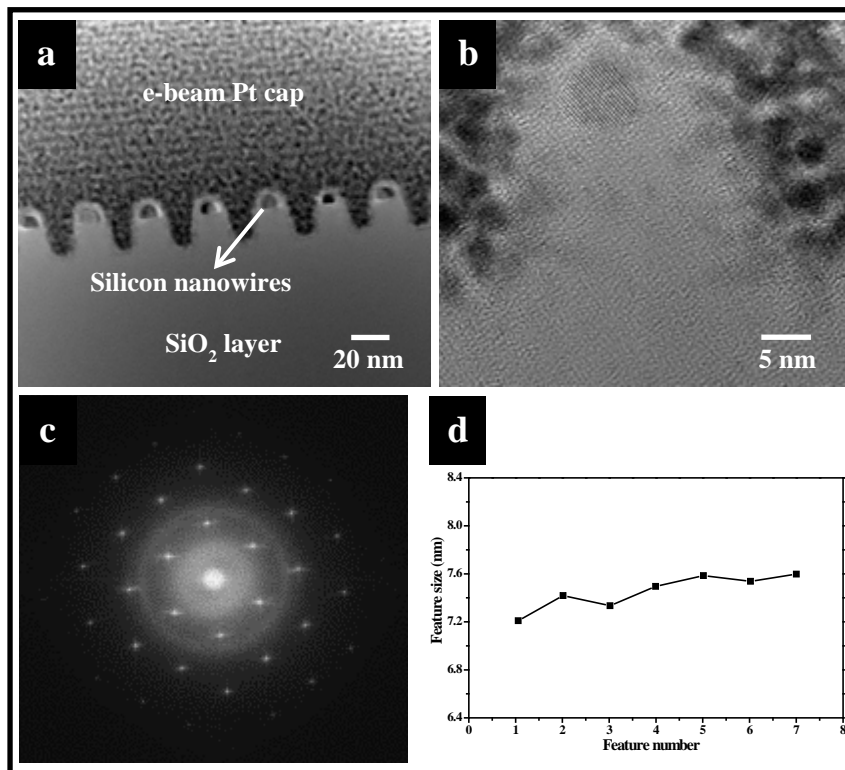 a
e-beam Pt cap
Silicon nanowires
SiO₂ layer
20 nm
b
5 nm
c
d
8.4
8.0
7.6
7.2
6.8
6.4
0 1 2 3 4 5 6 7 8
Feature size (nm)
Feature number